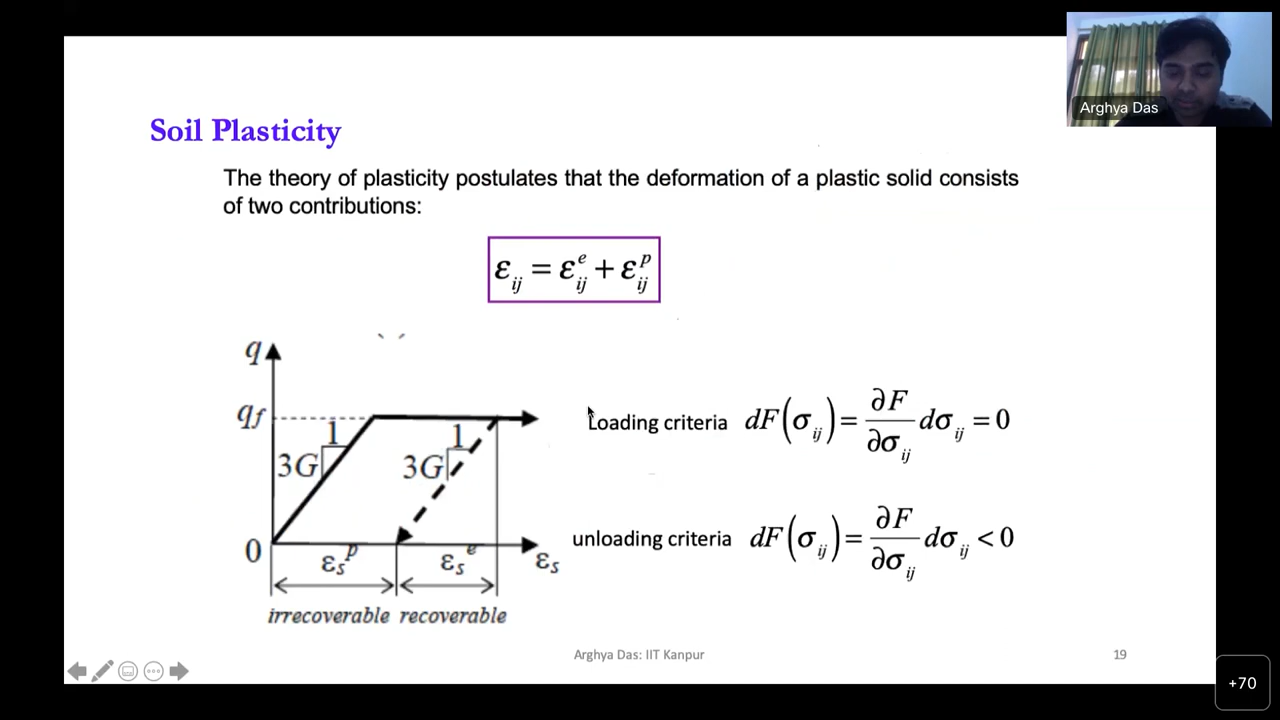 Arghya Das
Soil Plasticity
The theory of plasticity postulates that the deformation of a plastic solid consists
of two contributions:
ε_ij = ε^e_ij + ε^p_ij
q
q_f
1
3G
1
3G
0
ε_s^p
ε_s^e
ε_s
irrecoverable recoverable
Loading criteria dF(σ_ij) = ∂F/∂σ_ij dσ_ij = 0
unloading criteria dF(σ_ij) = ∂F/∂σ_ij dσ_ij < 0
Arghya Das: IIT Kanpur
19
+70